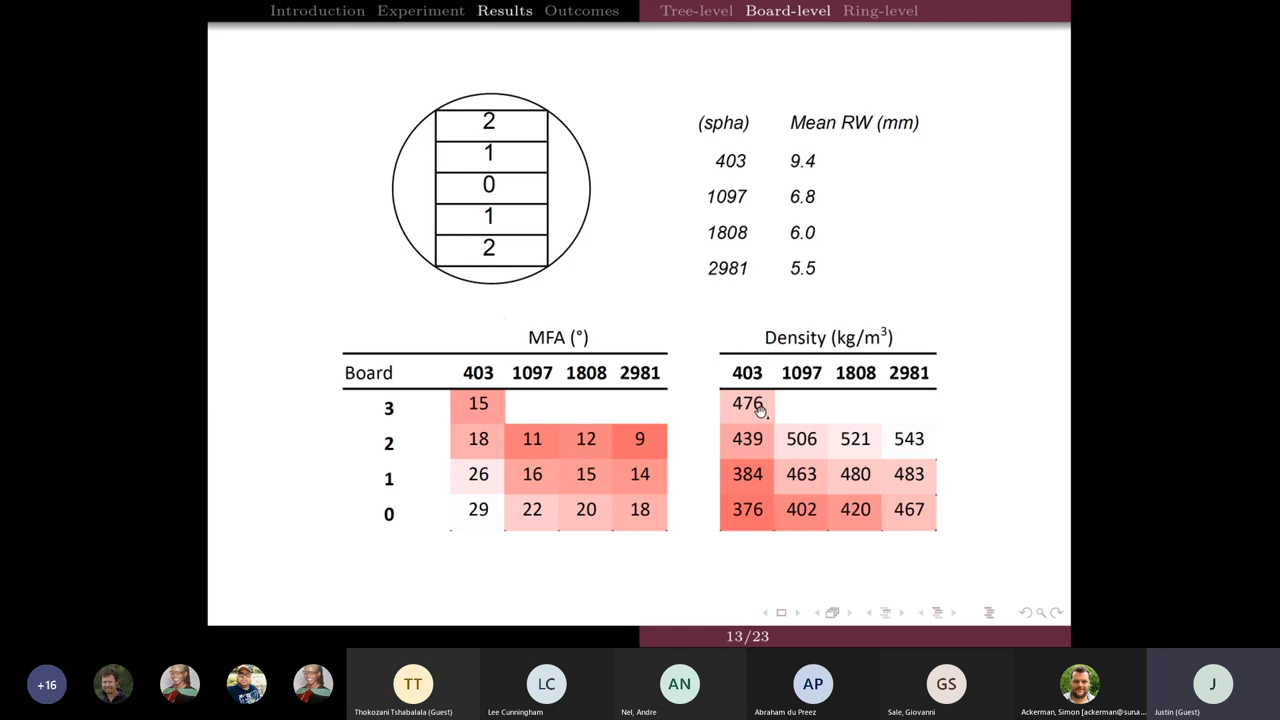 Introduction Experiment Results Outcomes Tree-level Board-level Ring-level
2
1
0
1
2
(spha) Mean RW (mm)
403 9.4
1097 6.8
1808 6.0
2981 5.5
MFA (°) Density (kg/m³)
Board 403 1097 1808 2981 403 1097 1808 2981
3 15 476
2 18 11 12 9 439 506 521 543
1 26 16 15 14 384 463 480 483
0 29 22 20 18 376 402 420 467
13/23
+16 TT LC AN AP GS J
Thokozani Tshabalala (Guest) Lee Cunningham Nel, Andre Abraham du Preez Sale, Giovanni Ackerman, Simon [ackerman@suna... Justin (Guest)